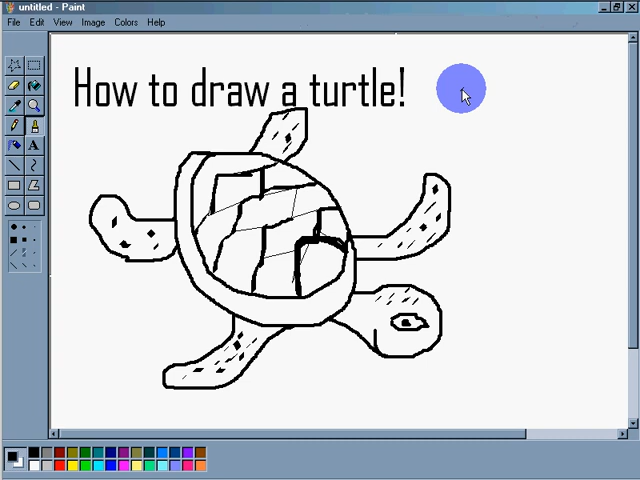 untitled - Paint
File Edit View Image Colors Help
How to draw a turtle!
A